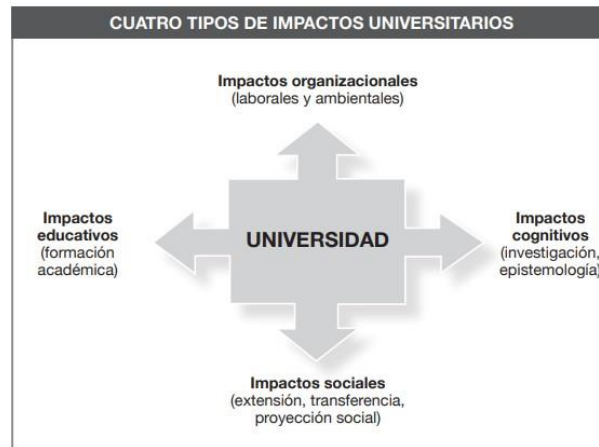 CUATRO TIPOS DE IMPACTOS UNIVERSITARIOS
Impactos organizacionales
(laborales y ambientales)
Impactos
educativos
(formación
académica)
UNIVERSIDAD
Impactos
cognitivos
(investigación,
epistemología)
Impactos sociales
(extensión, transferencia,
proyección social)